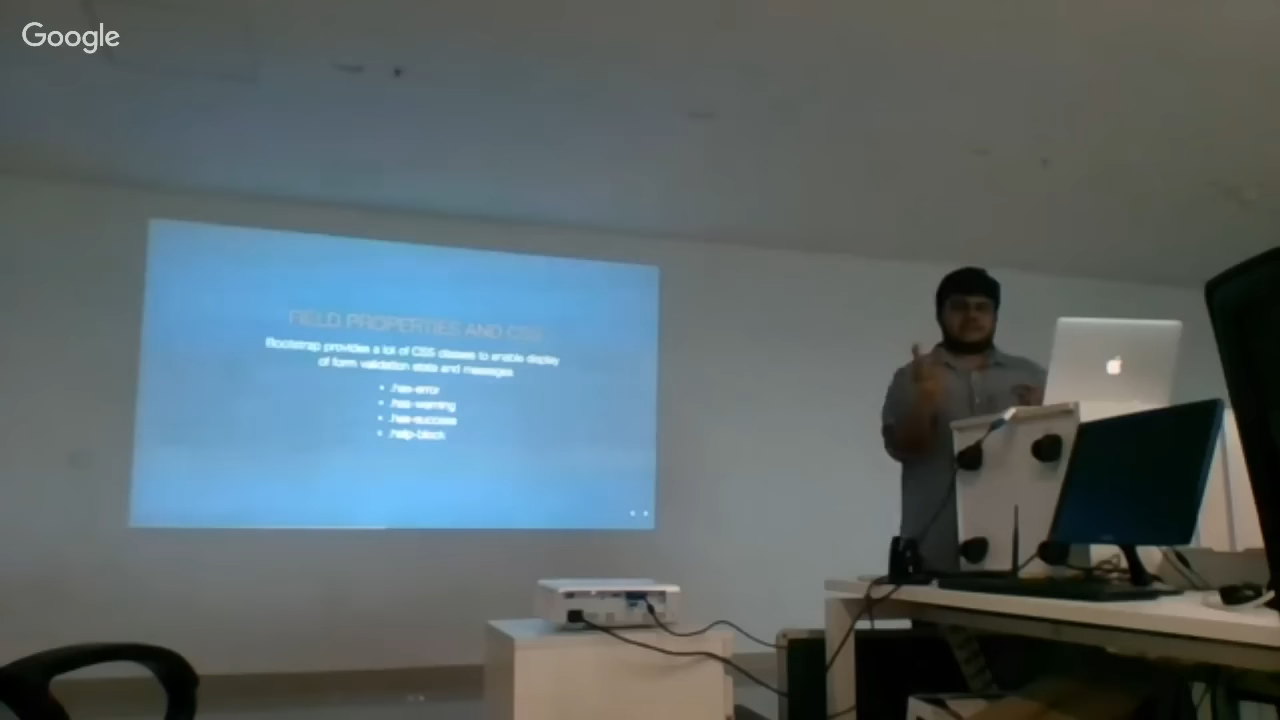 Google
FIELD PROPERTIES AND CSS
Bootstrap provides a lot of CSS classes to enable display
of form validation state and messages
.has-error
.has-warning
.has-success
.help-block